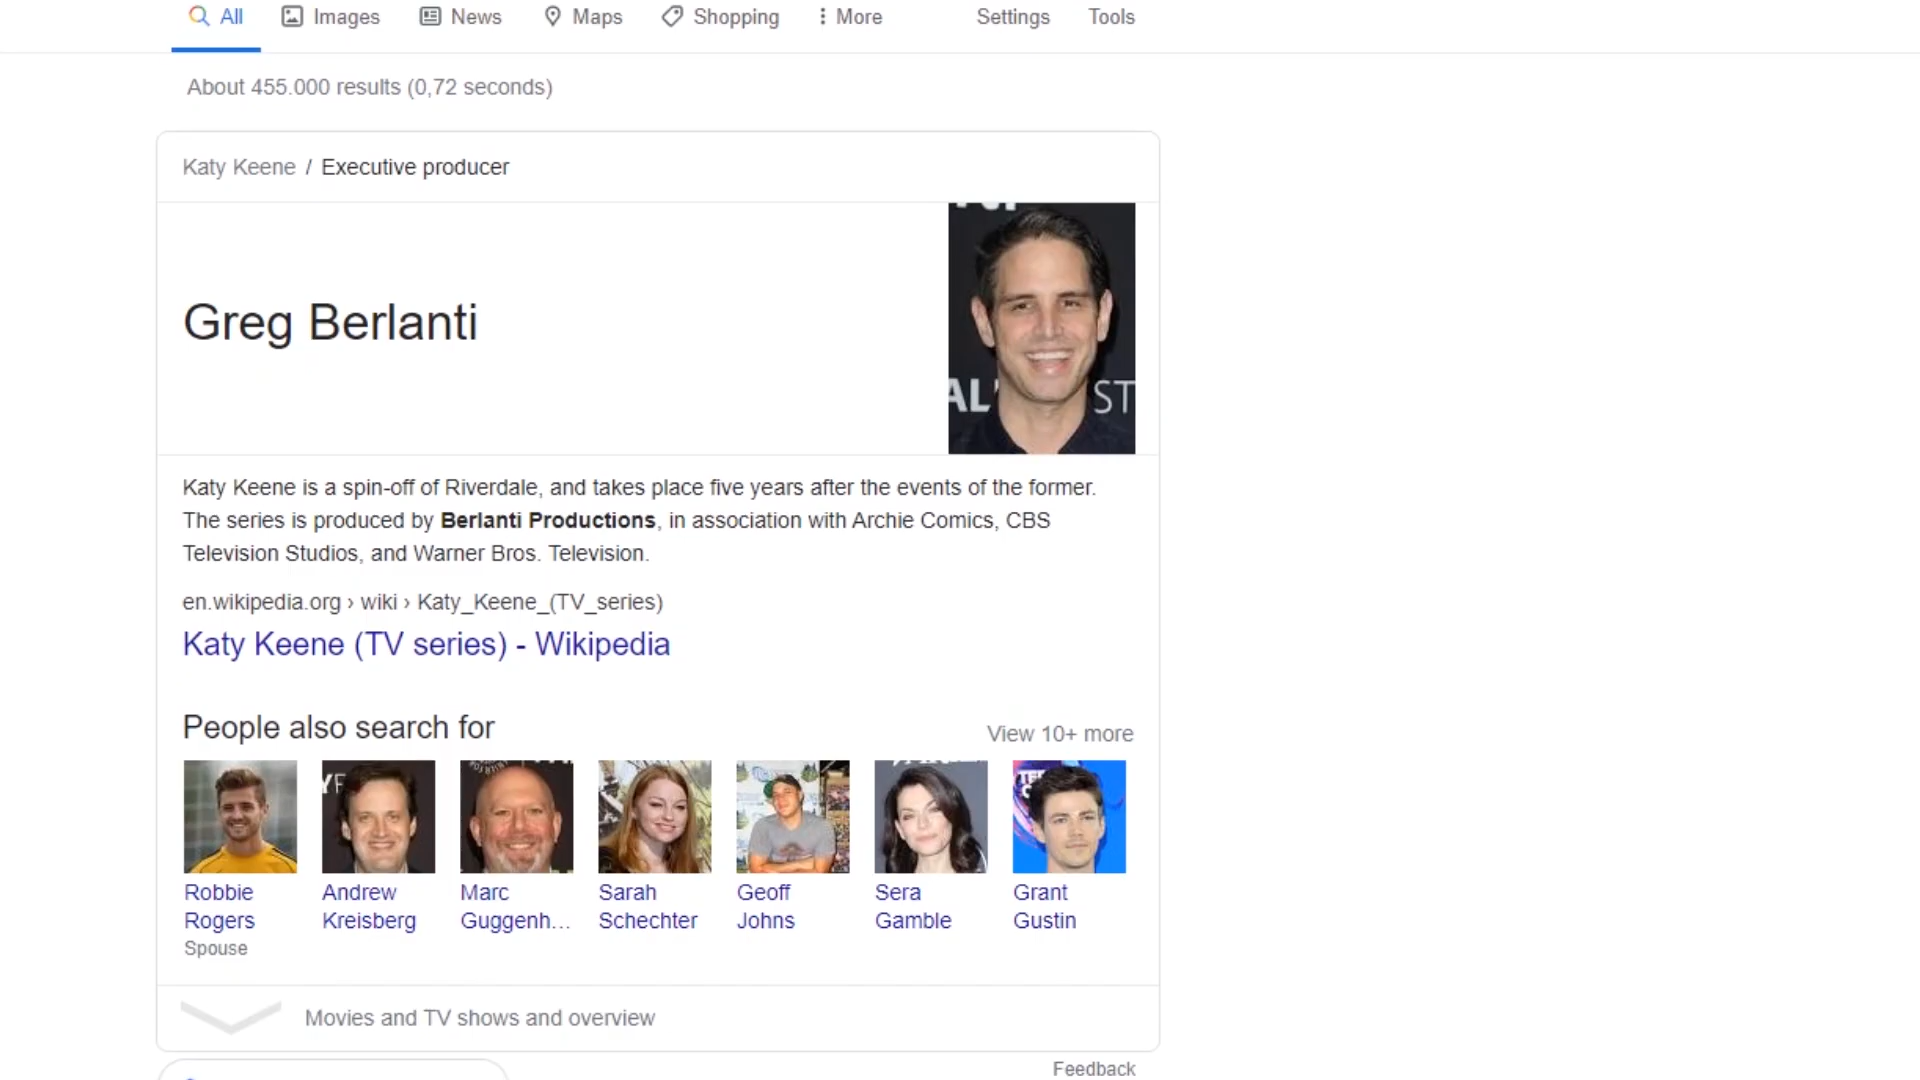 All Images News Maps Shopping More Settings Tools
About 455.000 results (0,72 seconds)
Katy Keene / Executive producer
Greg Berlanti
AL' ST
Katy Keene is a spin-off of Riverdale, and takes place five years after the events of the former.
The series is produced by Berlanti Productions, in association with Archie Comics, CBS
Television Studios, and Warner Bros. Television.
en.wikipedia.org › wiki › Katy_Keene_(TV_series)
Katy Keene (TV series) - Wikipedia
People also search for
View 10+ more
Robbie Rogers
Spouse
Andrew Kreisberg
Marc Guggenh...
Sarah Schechter
Geoff Johns
Sera Gamble
Grant Gustin
Movies and TV shows and overview
Feedback